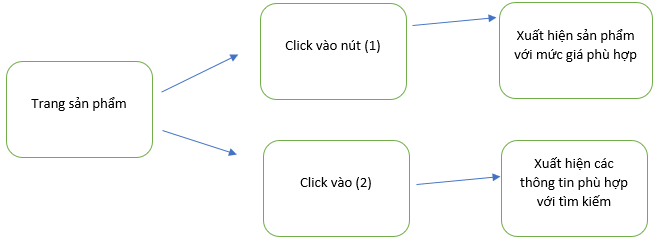 Trang sản phẩm
Click vào nút (1)
Xuất hiện sản phẩm
với mức giá phù hợp
Click vào (2)
Xuất hiện các
thông tin phù hợp
với tìm kiếm